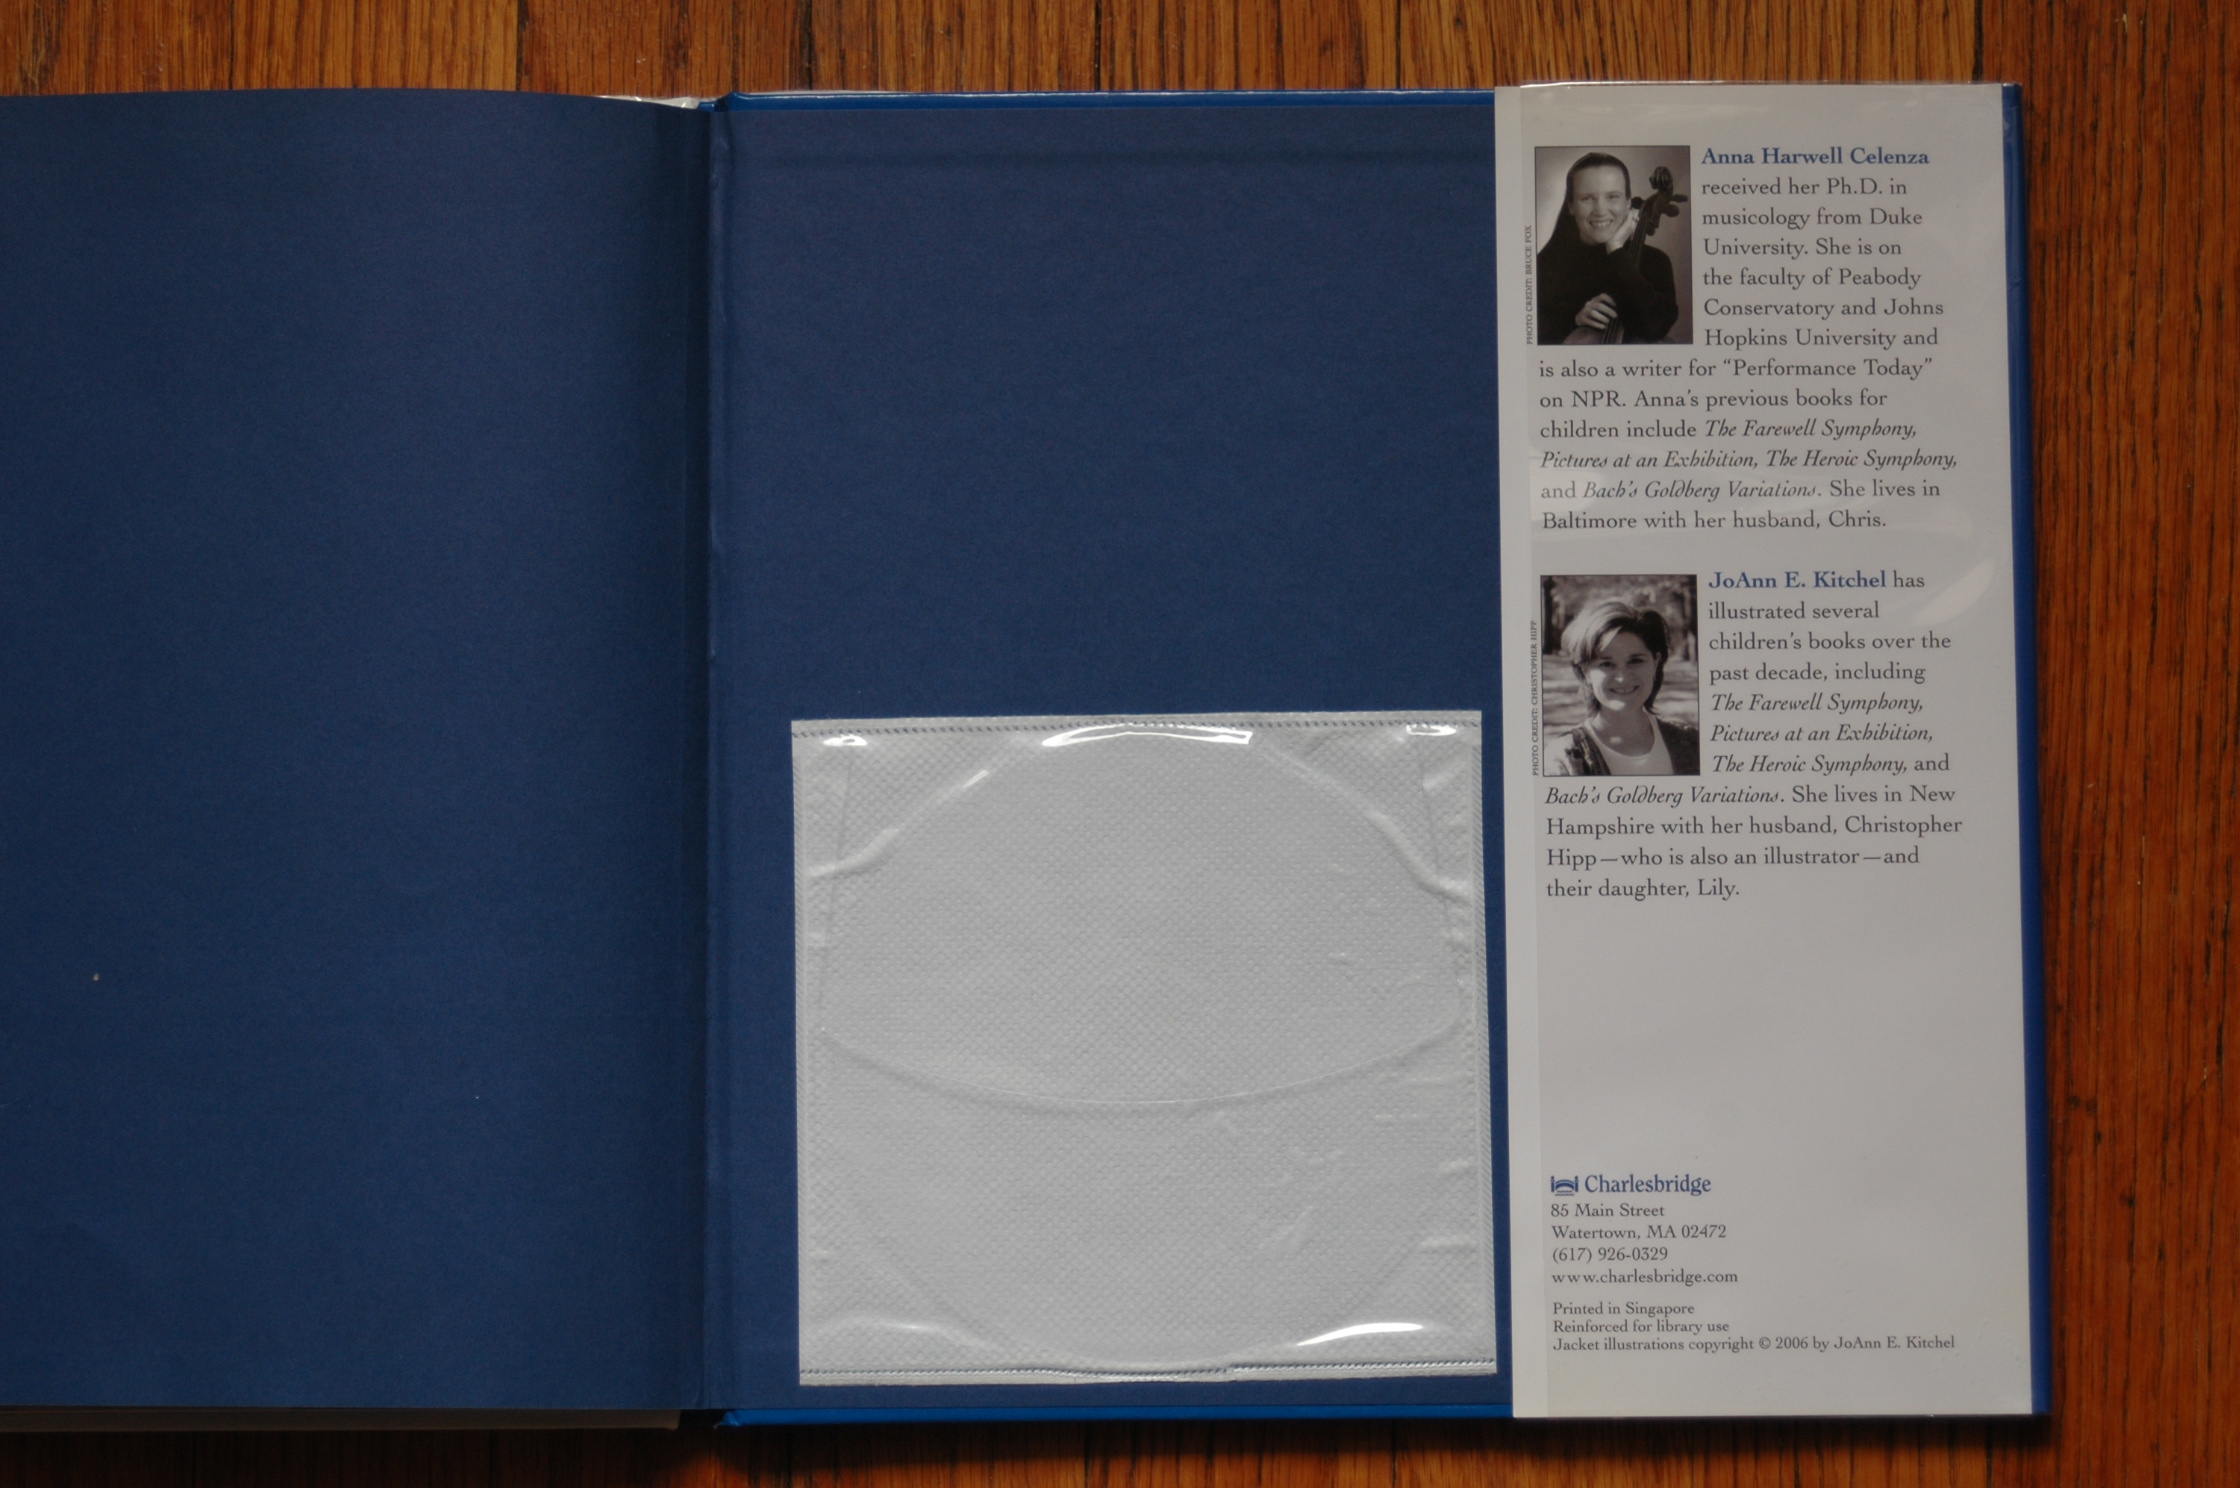 PHOTO CREDIT: BRUCE FOX
Anna Harwell Celenza
received her Ph.D. in
musicology from Duke
University. She is on
the faculty of Peabody
Conservatory and Johns
Hopkins University and
is also a writer for “Performance Today”
on NPR. Anna’s previous books for
children include The Farewell Symphony,
Pictures at an Exhibition, The Heroic Symphony,
and Bach’s Goldberg Variations. She lives in
Baltimore with her husband, Chris.
PHOTO CREDIT: CHRISTOPHER HIPP
JoAnn E. Kitchel has
illustrated several
children’s books over the
past decade, including
The Farewell Symphony,
Pictures at an Exhibition,
The Heroic Symphony, and
Bach’s Goldberg Variations. She lives in New
Hampshire with her husband, Christopher
Hipp—who is also an illustrator—and
their daughter, Lily.
Charlesbridge
85 Main Street
Watertown, MA 02472
(617) 926-0329
www.charlesbridge.com
Printed in Singapore
Reinforced for library use
Jacket illustrations copyright © 2006 by JoAnn E. Kitchel